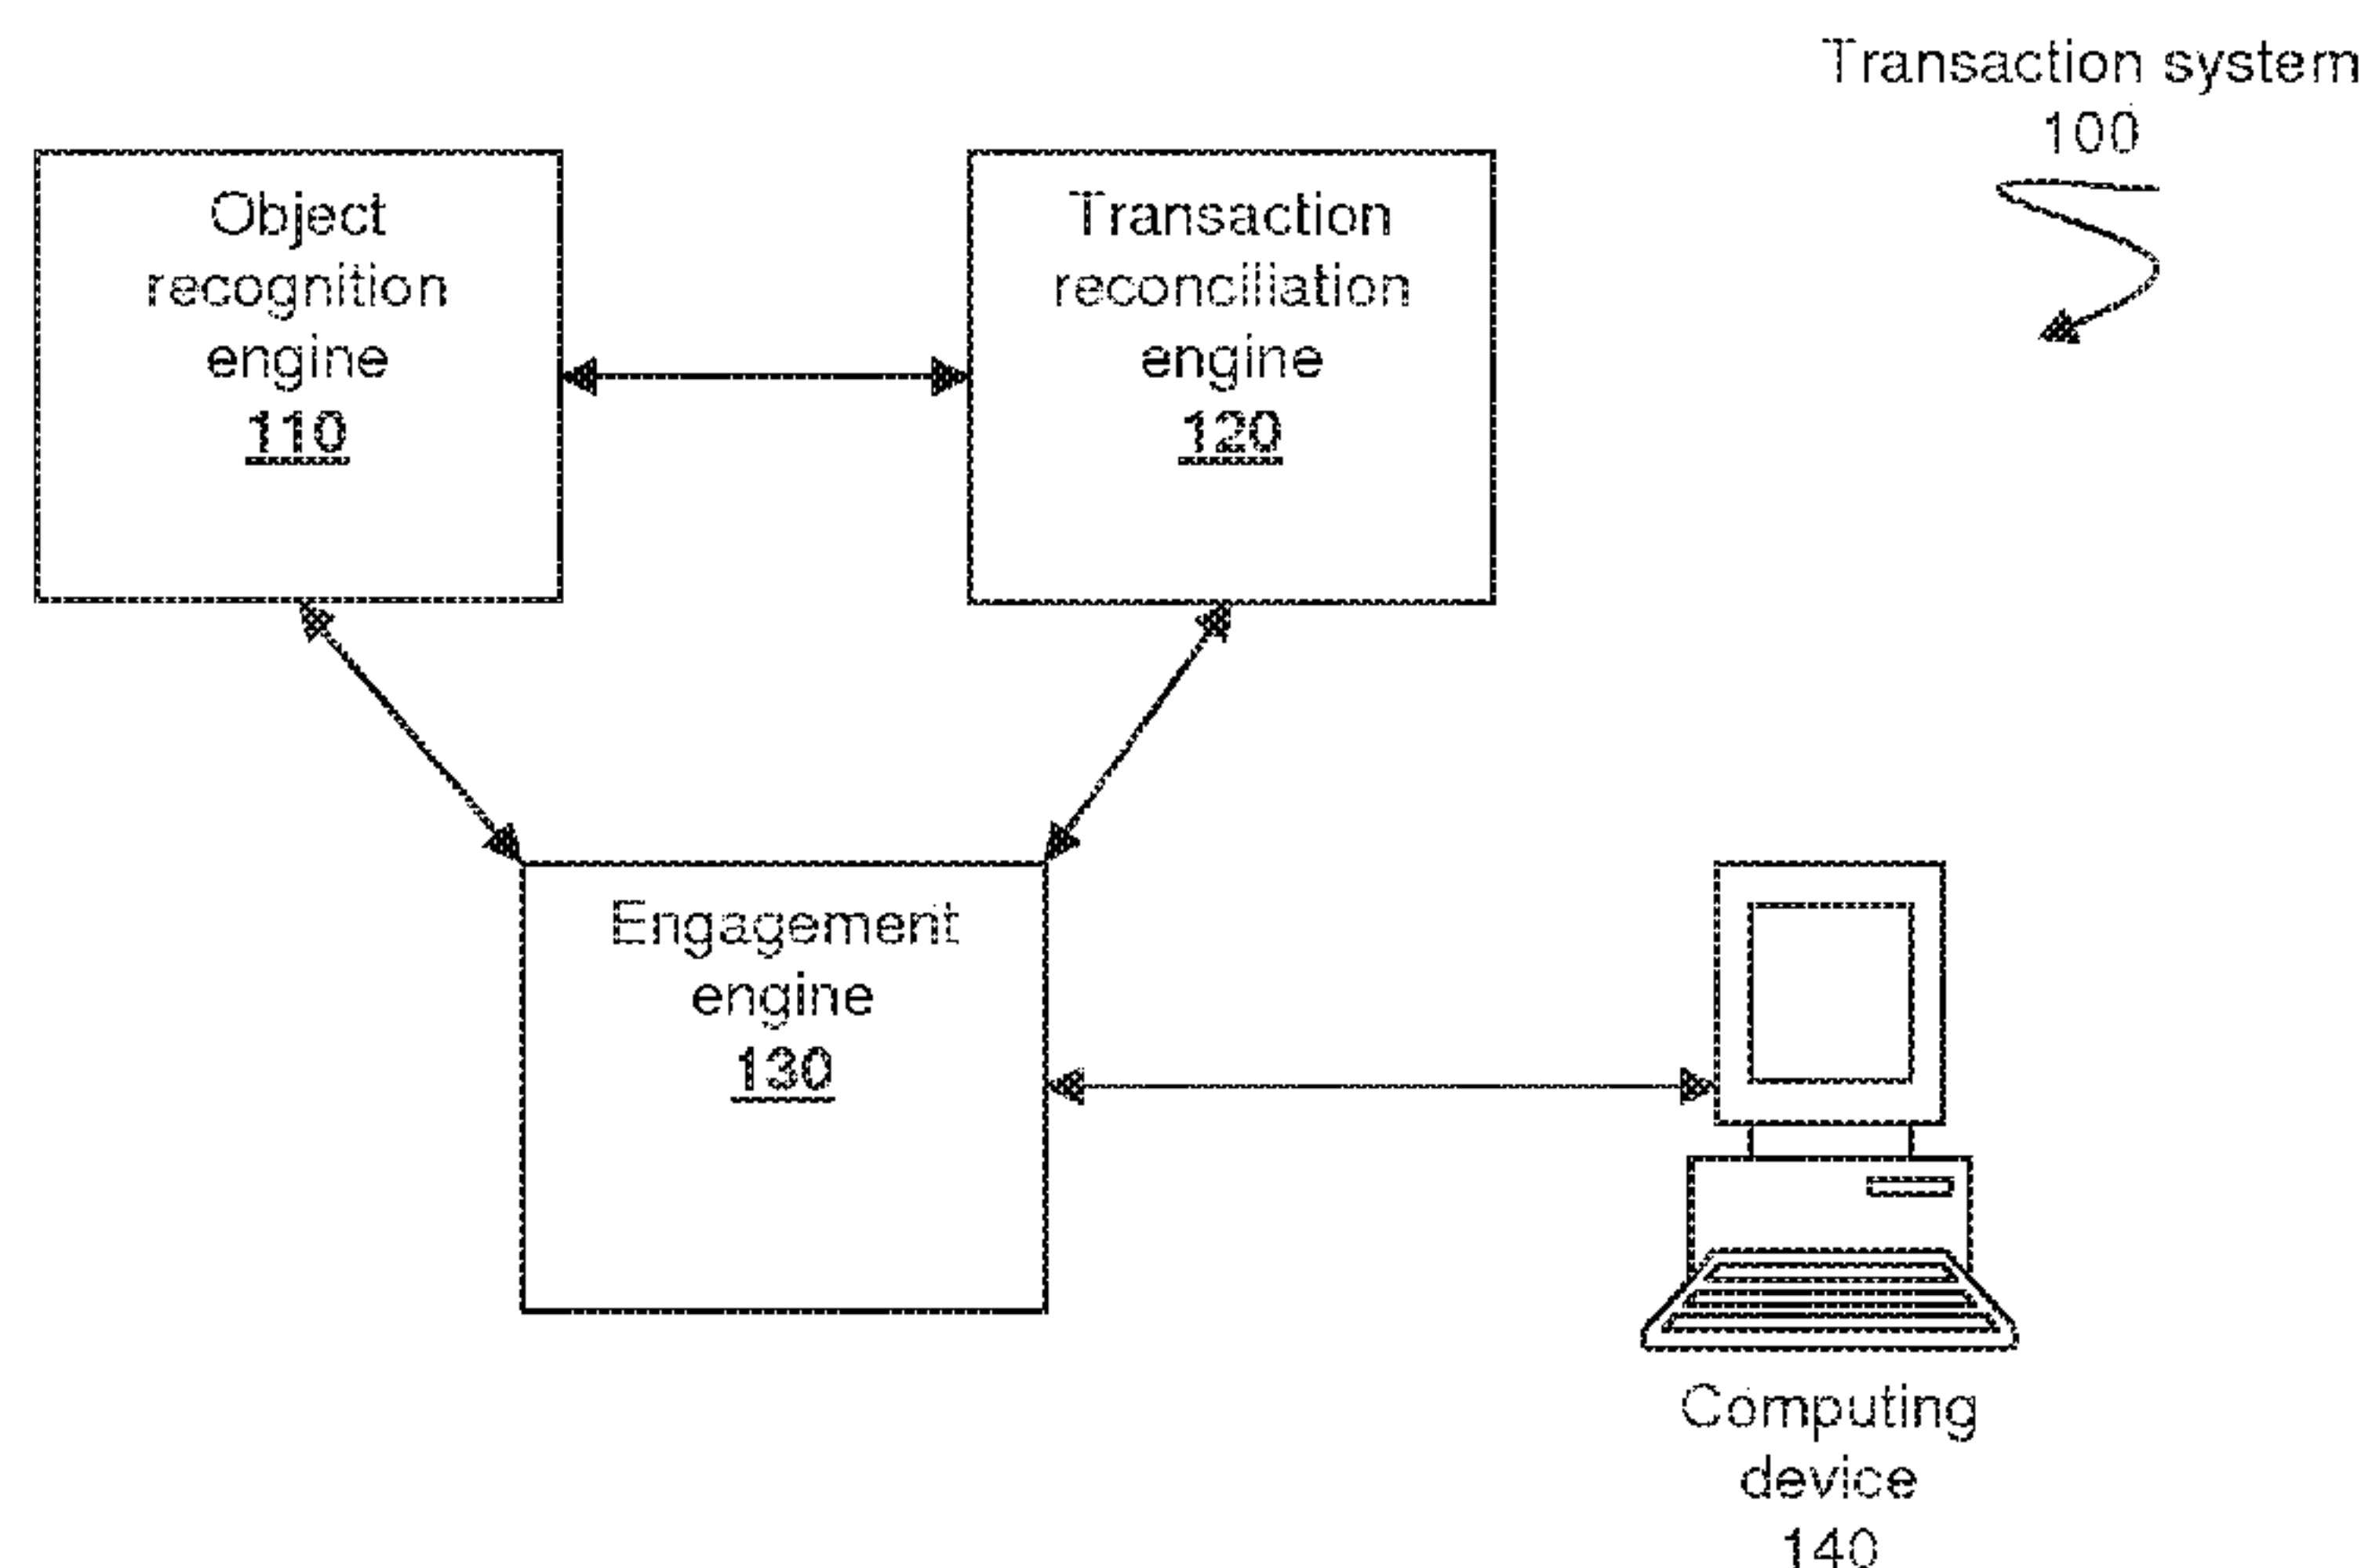 Transaction system
100
Object
recognition
engine
110
Transaction
reconciliation
engine
120
Engagement
engine
130
Computing
device
140